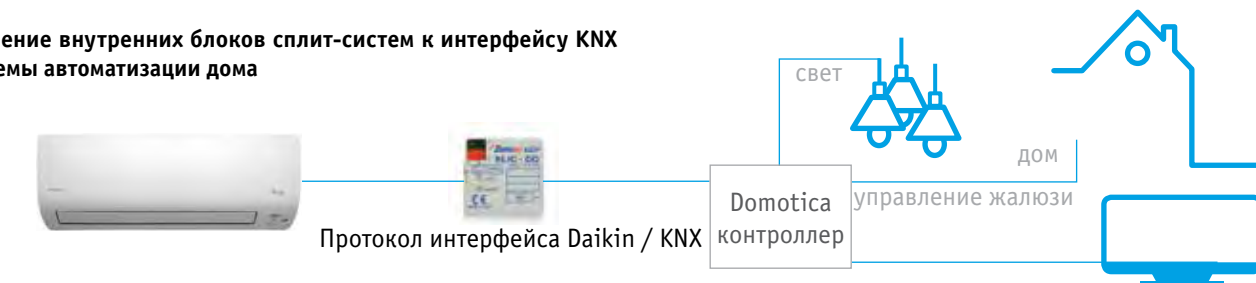 ение внутренних блоков сплит-систем к интерфейсу KNX
емы автоматизации дома
свет
дом
Domotica
контроллер
управление жалюзи
Протокол интерфейса Daikin / KNX